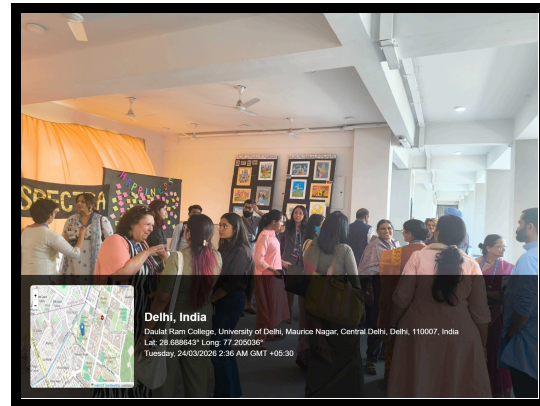 SPECTRA
HAPPINESS
Delhi, India
Daulat Ram College, University of Delhi, Maurice Nagar, Central Delhi, Delhi, 110007, India
Lat: 28.688643° Long: 77.205036°
Tuesday, 24/03/2026 2:36 AM GMT +05:30